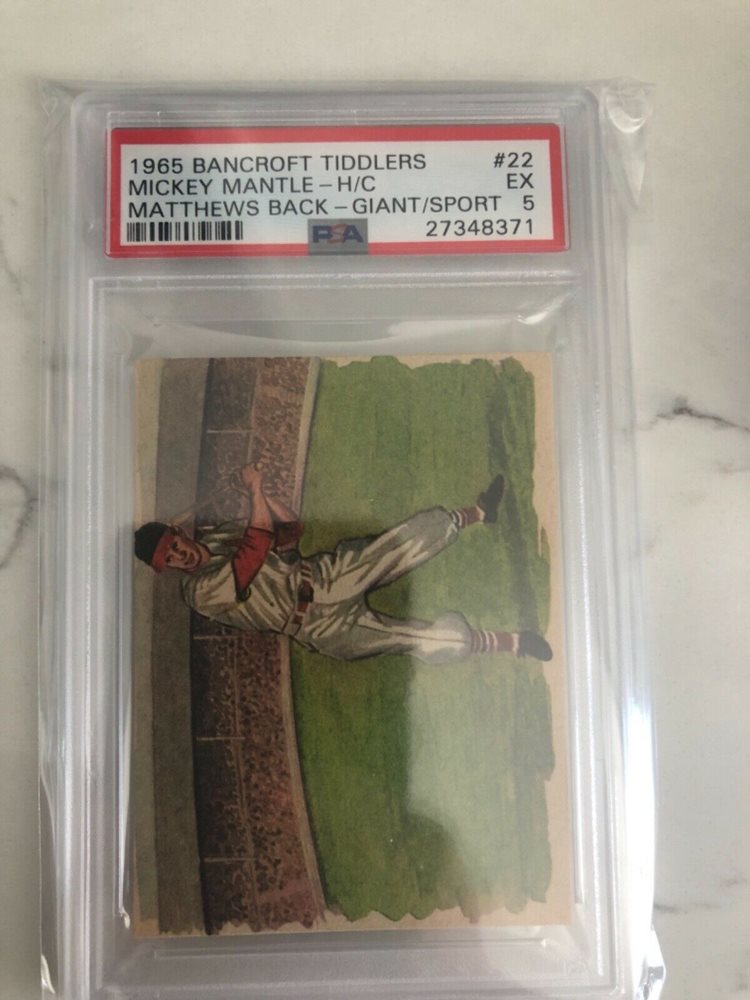 1965 BANCROFT TIDDLERS #22
MICKEY MANTLE – H/C EX
MATTHEWS BACK – GIANT/SPORT 5
PSA 27348371